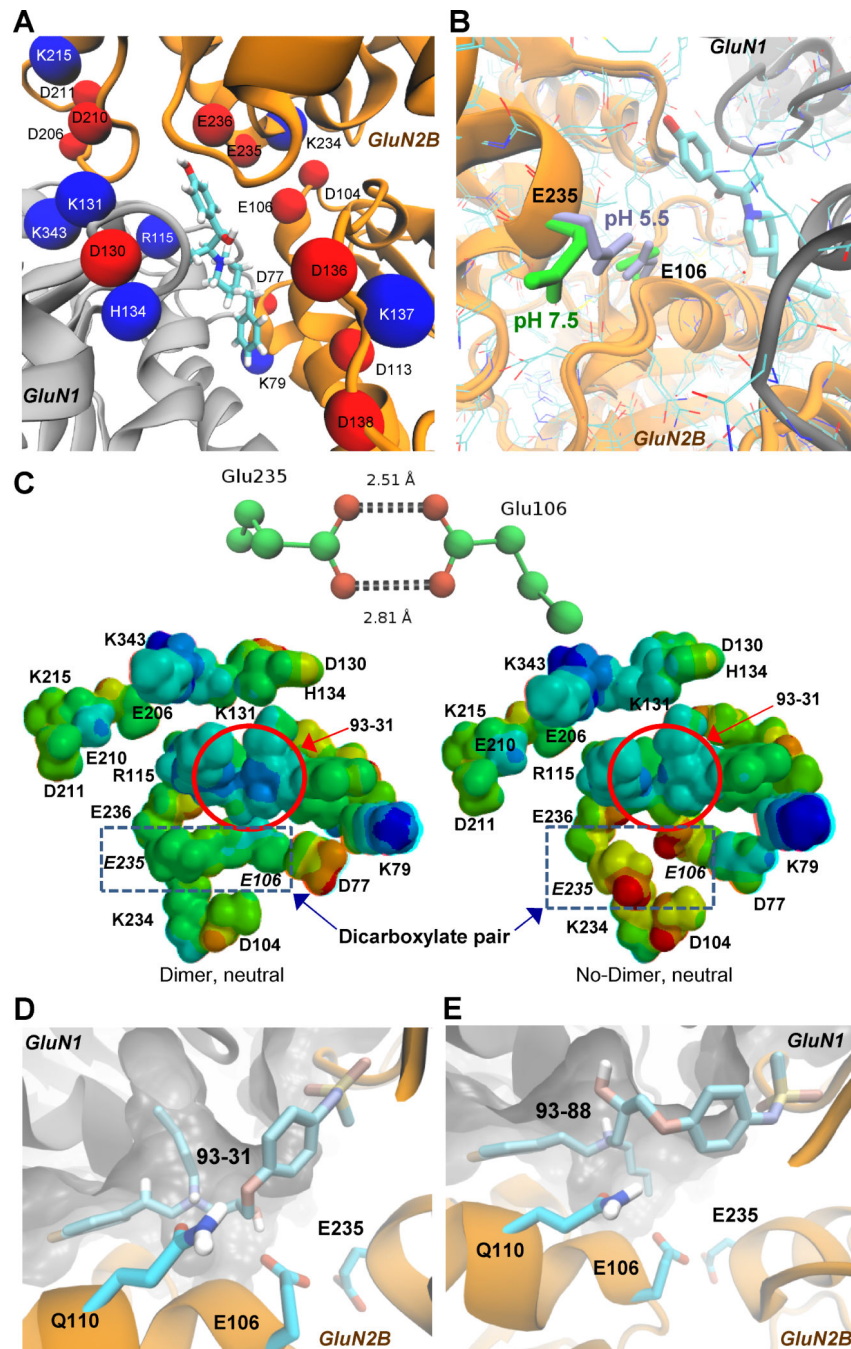 A
K215
D211
D210
D206
E236
K234
E235
GluN2B
K131
K343
R115
E106
D104
D130
D77
D136
H134
K137
GluN1
K79
D113
D138
B
GluN1
E235
pH 5.5
E106
pH 7.5
GluN2B
C
Glu235
2.51 Å
Glu106
2.81 Å
K343
D130
K215
H134
E206
K131
93-31
E210
R115
D211
E236
E235
E106
K79
D77
K234
D104
Dicarboxylate pair
Dimer, neutral
K343
D130
H134
K215
K131
E206
E210
93-31
R115
D211
E236
E235
E106
K79
D77
K234
D104
No-Dimer, neutral
D
GluN1
93-31
E235
Q110
E106
GluN2B
E
GluN1
93-88
E235
Q110
E106
GluN2B